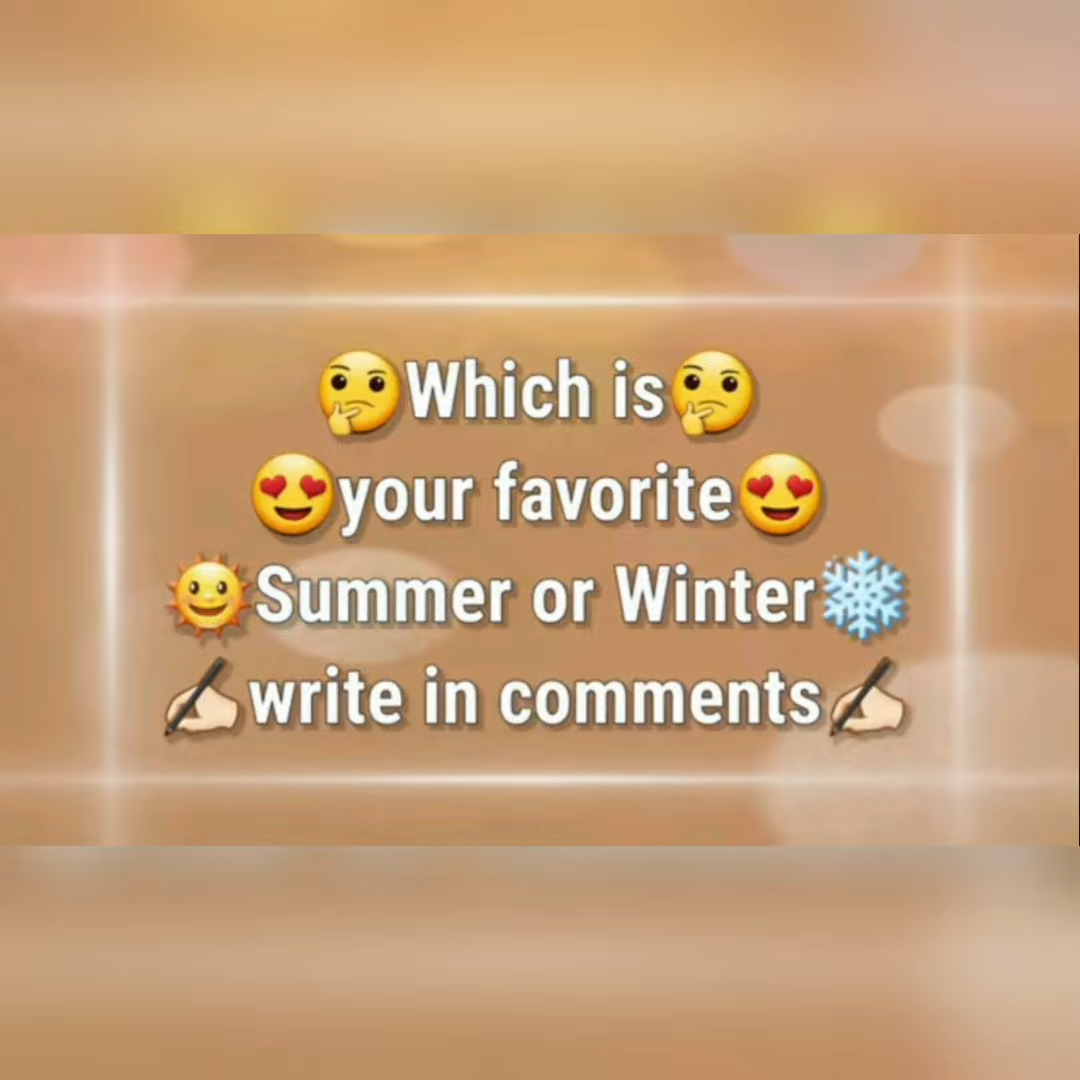 🤔Which is🤔
😍your favorite😍
🌞Summer or Winter❄️
✍🏻write in comments✍🏻